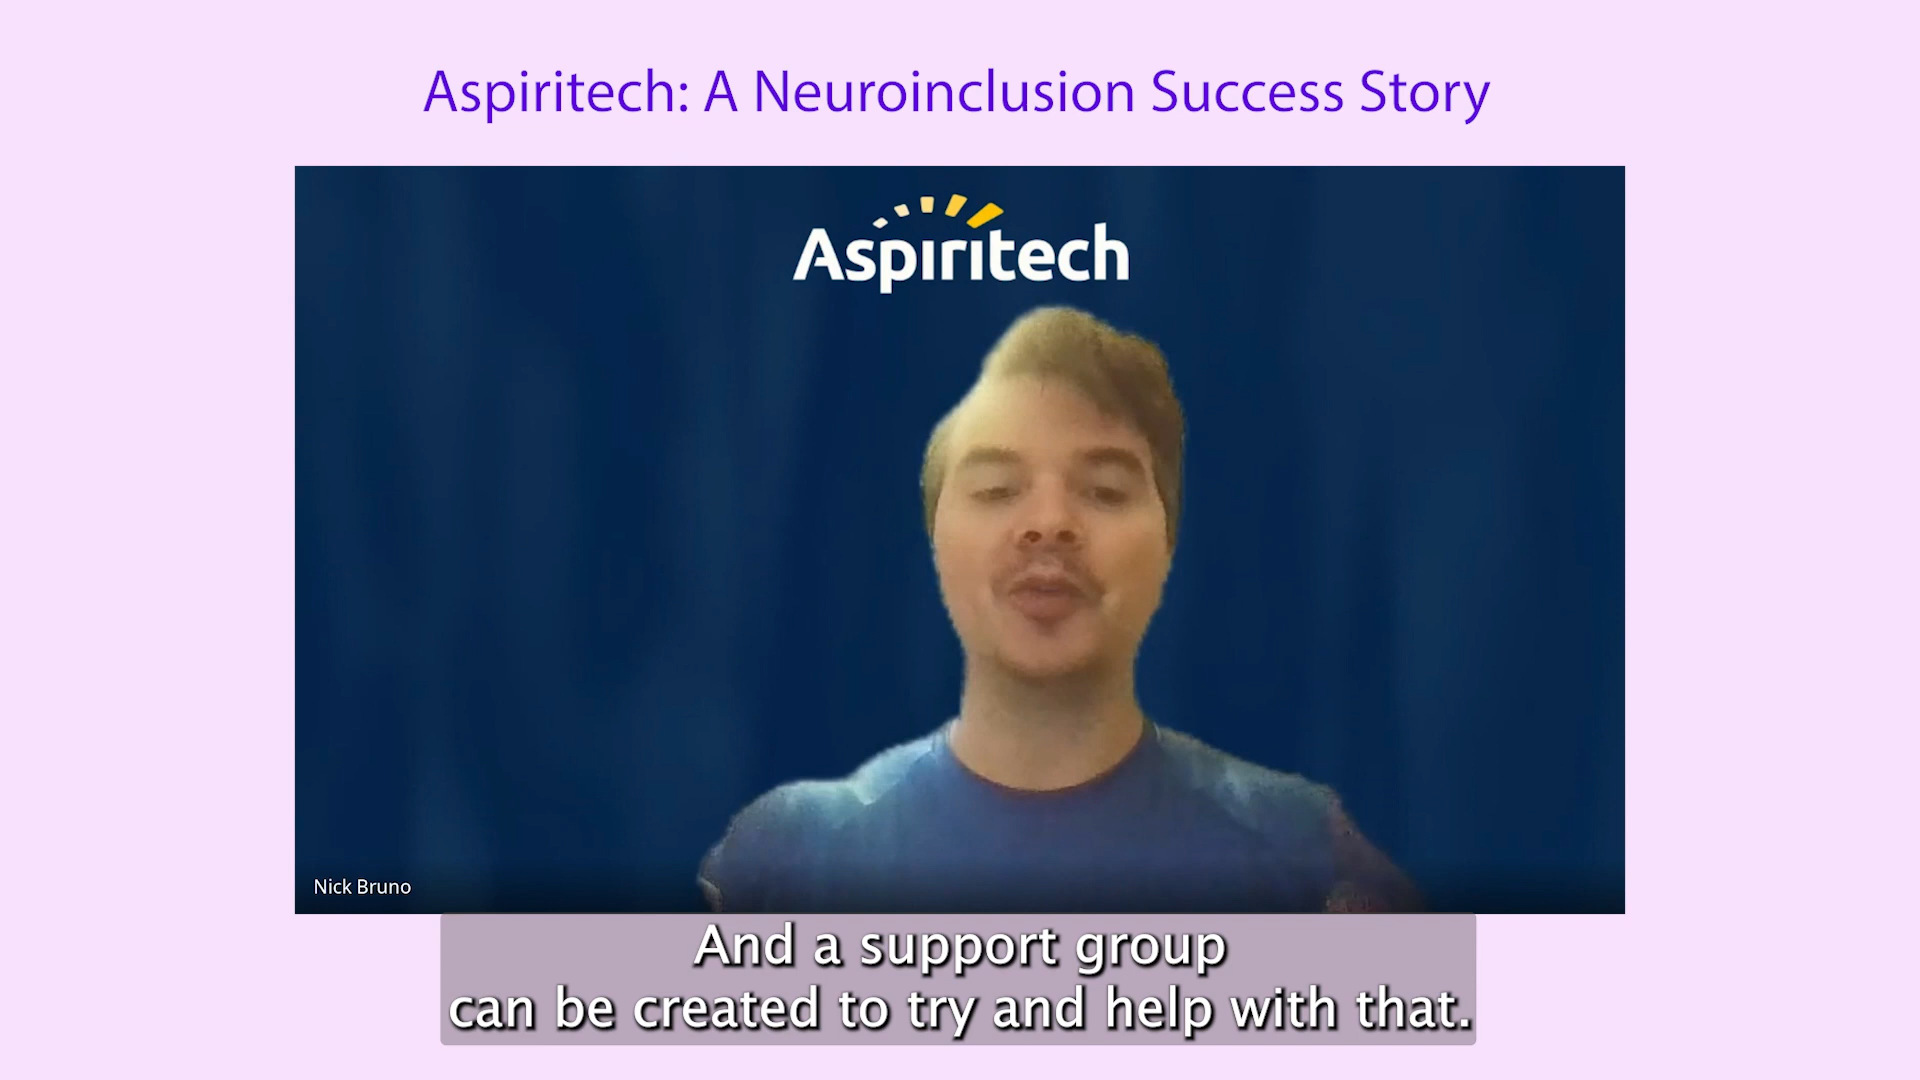 Aspiritech: A Neuroinclusion Success Story
Aspiritech
Nick Bruno
And a support group
can be created to try and help with that.